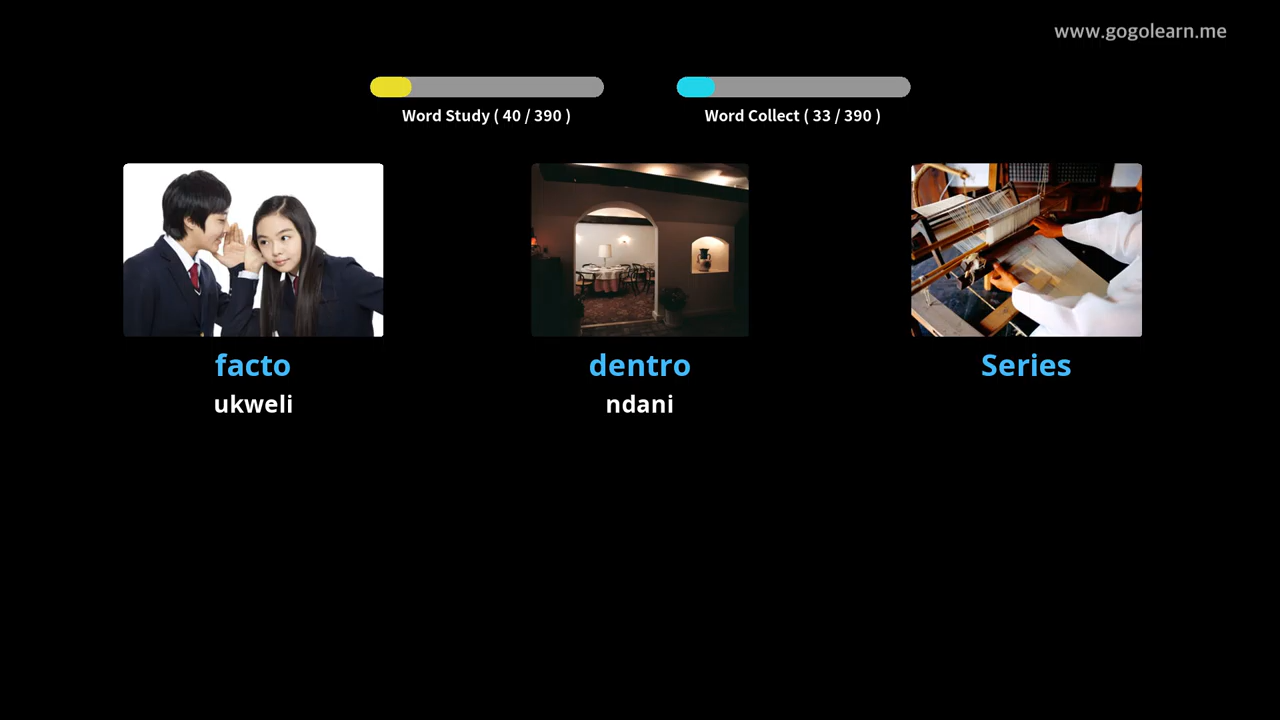 www.gogolearn.me
Word Study ( 40 / 390 )
Word Collect ( 33 / 390 )
facto
ukweli
dentro
ndani
Series